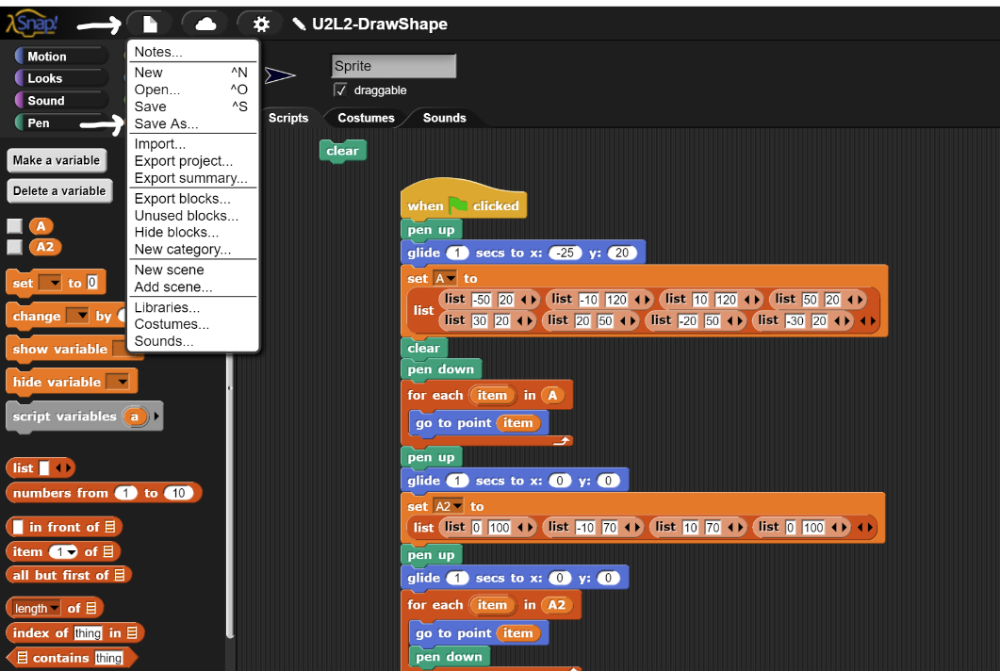 Snap!
U2L2-DrawShape
Motion
Looks
Sound
Pen
Notes...
New ^N
Open... ^O
Save ^S
Save As...
Import...
Export project...
Export summary...
Export blocks...
Unused blocks...
Hide blocks...
New category...
New scene
Add scene...
Libraries...
Costumes...
Sounds...
Sprite
draggable
Scripts Costumes Sounds
Make a variable
Delete a variable
A
A2
set to 0
change by
show variable
hide variable
script variables a
list
numbers from 1 to 10
in front of
item 1 of
all but first of
length of
index of thing in
contains thing
clear
when clicked
pen up
glide 1 secs to x: -25 y: 20
set A to
list list -50 20 list -10 120 list 10 120 list 50 20
list 30 20 list 20 50 list -20 50 list -30 20
clear
pen down
for each item in A
go to point item
pen up
glide 1 secs to x: 0 y: 0
set A2 to
list list 0 100 list -10 70 list 10 70 list 0 100
pen up
glide 1 secs to x: 0 y: 0
for each item in A2
go to point item
pen down